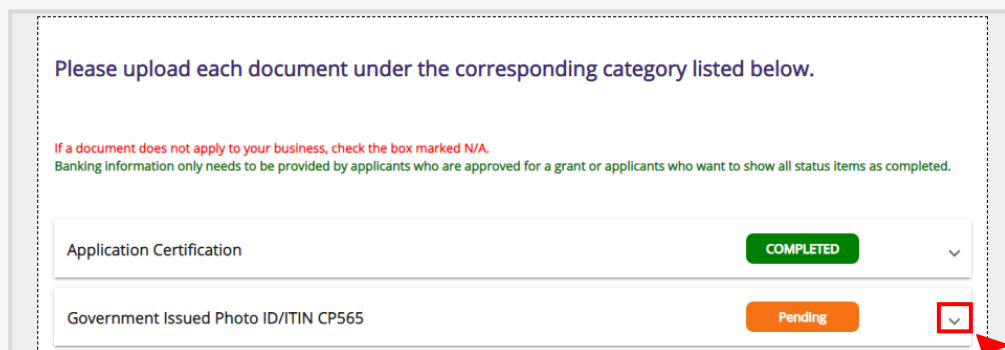 Please upload each document under the corresponding category listed below.
If a document does not apply to your business, check the box marked N/A.
Banking information only needs to be provided by applicants who are approved for a grant or applicants who want to show all status items as completed.
Application Certification COMPLETED
Government Issued Photo ID/ITIN CP565 Pending